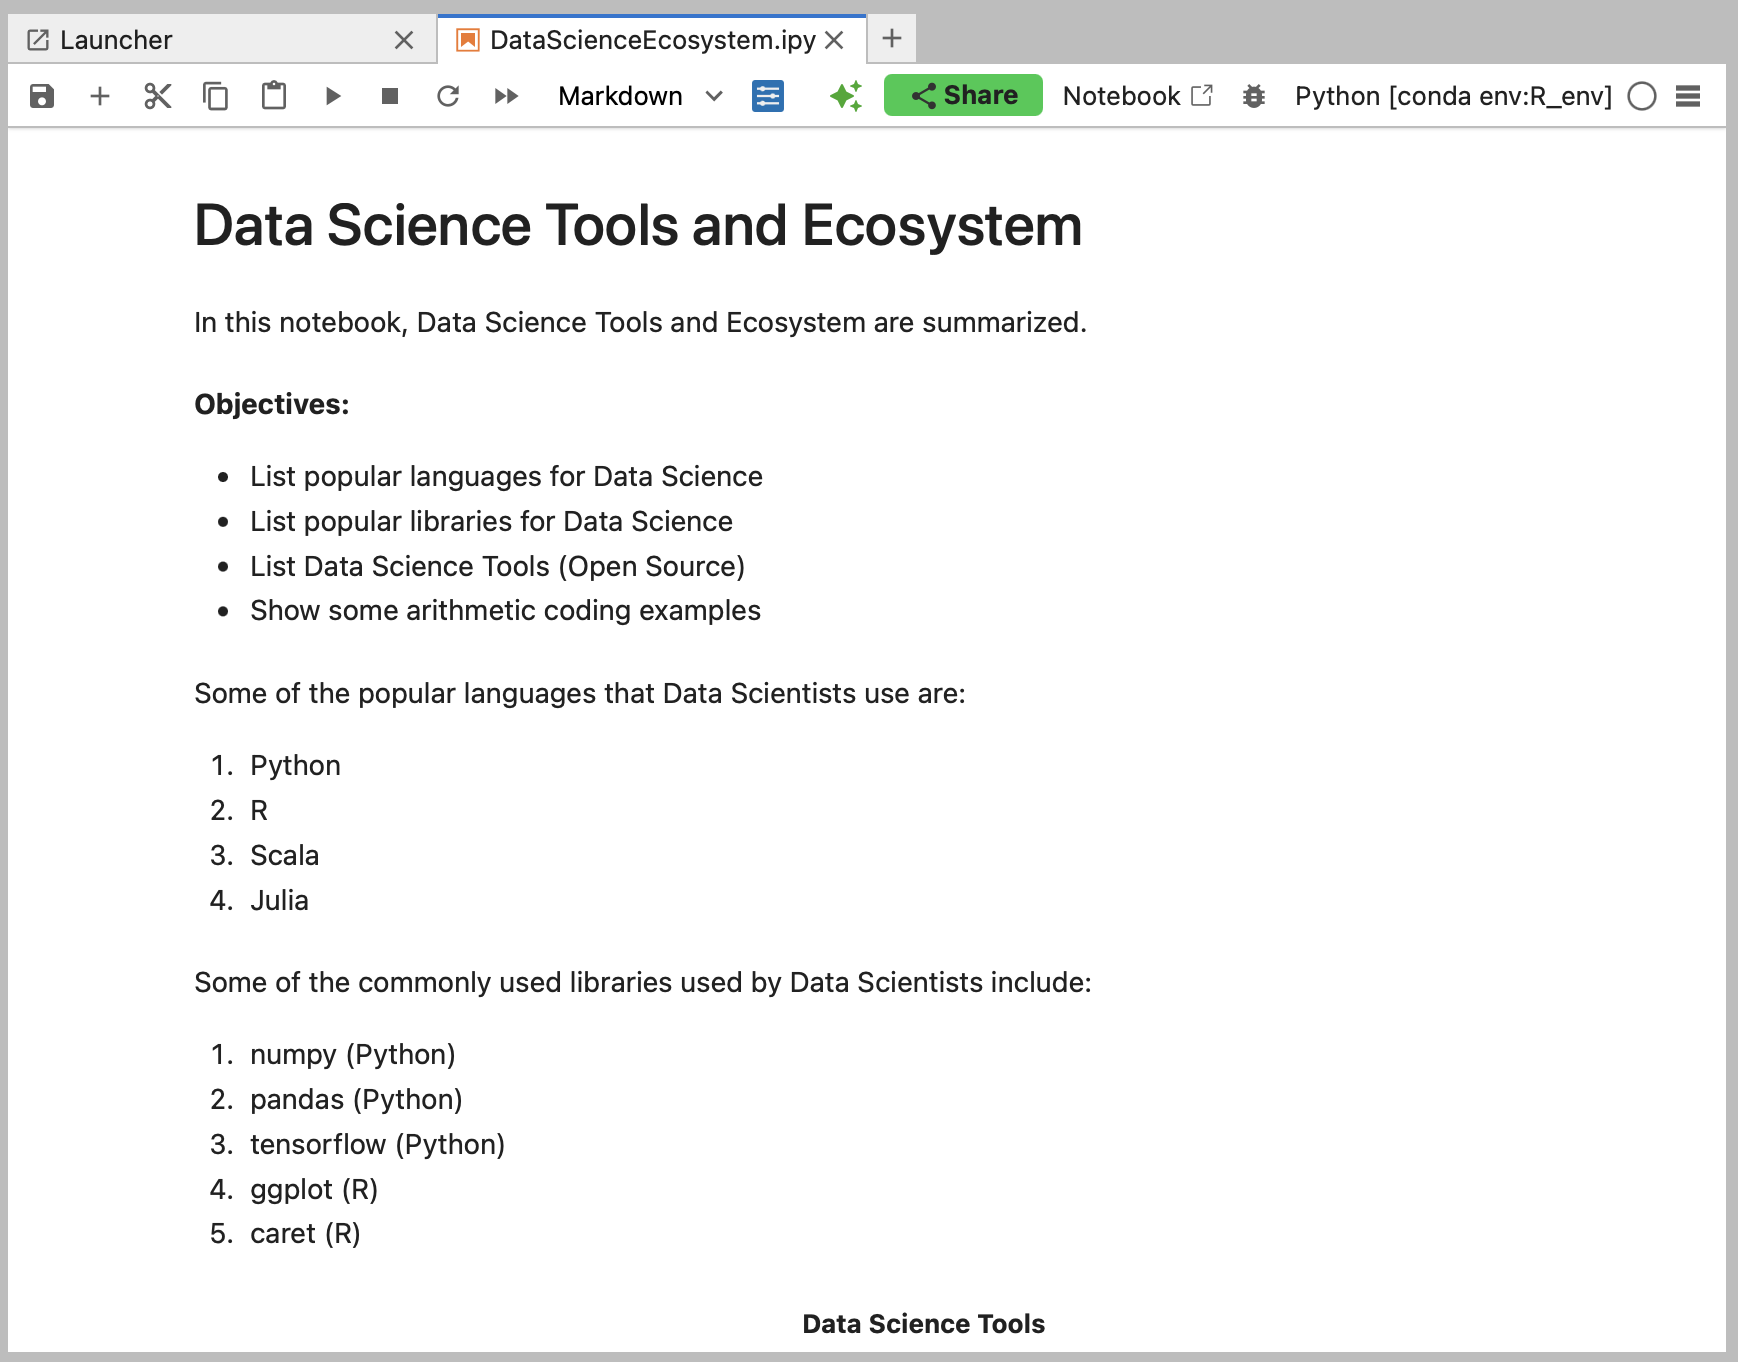 Launcher
DataScienceEcosystem.ipy
Markdown
Share
Notebook
Python [conda env:R_env]
Data Science Tools and Ecosystem
In this notebook, Data Science Tools and Ecosystem are summarized.
Objectives:
• List popular languages for Data Science
• List popular libraries for Data Science
• List Data Science Tools (Open Source)
• Show some arithmetic coding examples
Some of the popular languages that Data Scientists use are:
1. Python
2. R
3. Scala
4. Julia
Some of the commonly used libraries used by Data Scientists include:
1. numpy (Python)
2. pandas (Python)
3. tensorflow (Python)
4. ggplot (R)
5. caret (R)
Data Science Tools